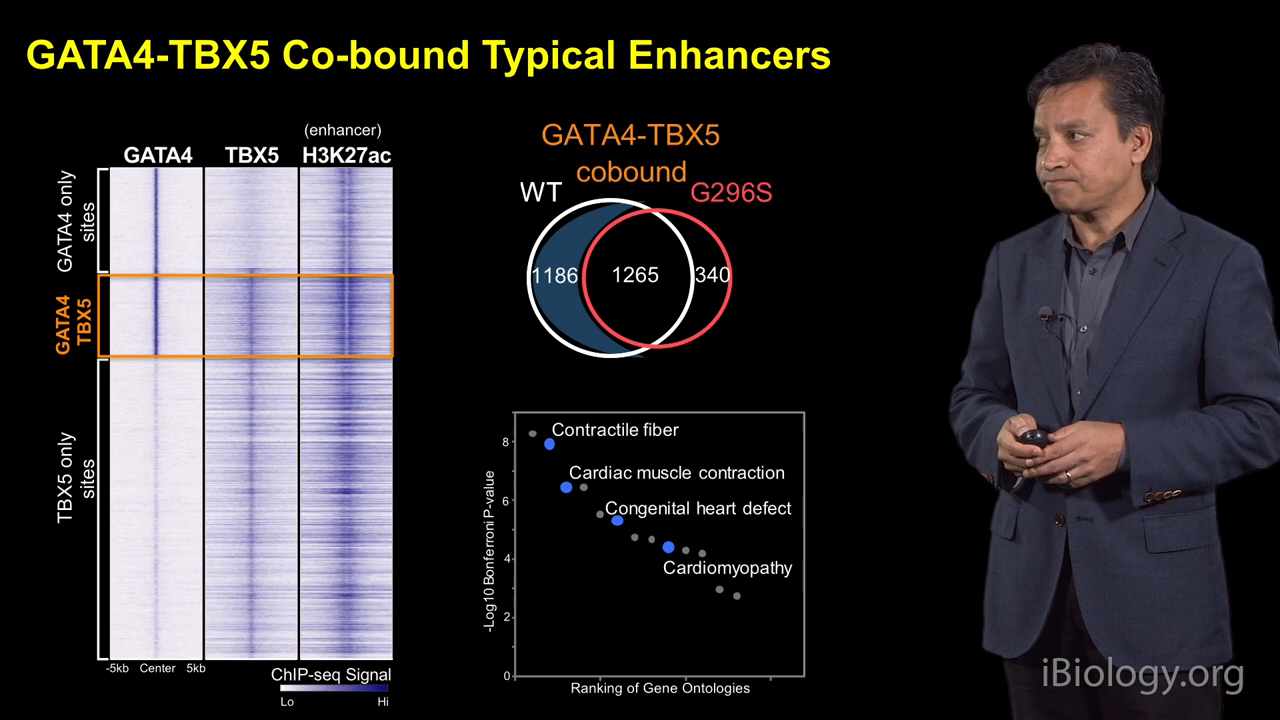 GATA4-TBX5 Co-bound Typical Enhancers
(enhancer)
GATA4 TBX5 H3K27ac
GATA4 only
sites
GATA4
TBX5
TBX5 only
sites
-5kb Center 5kb
ChIP-seq Signal
Lo Hi
GATA4-TBX5
cobound
WT G296S
1186 1265 340
8
6
4
2
0
-Log10 Bonferroni P-value
Contractile fiber
Cardiac muscle contraction
Congenital heart defect
Cardiomyopathy
Ranking of Gene Ontologies
iBiology.org